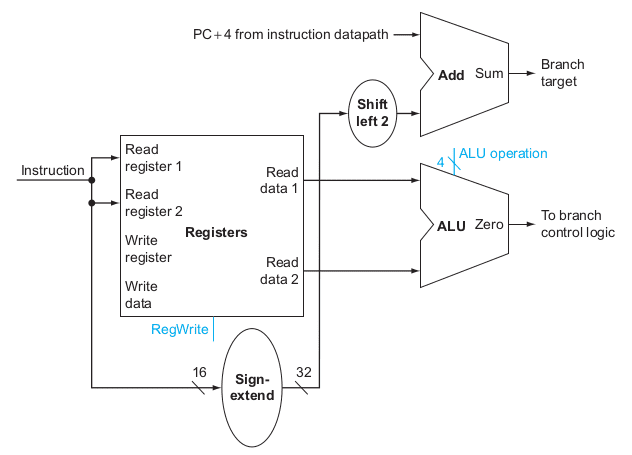 PC+4 from instruction datapath
Add
Sum
Branch
target
Shift
left 2
Instruction
Read
register 1
Read
register 2
Write
register
Write
data
Registers
Read
data 1
Read
data 2
RegWrite
4
ALU operation
ALU
Zero
To branch
control logic
16
Sign-
extend
32